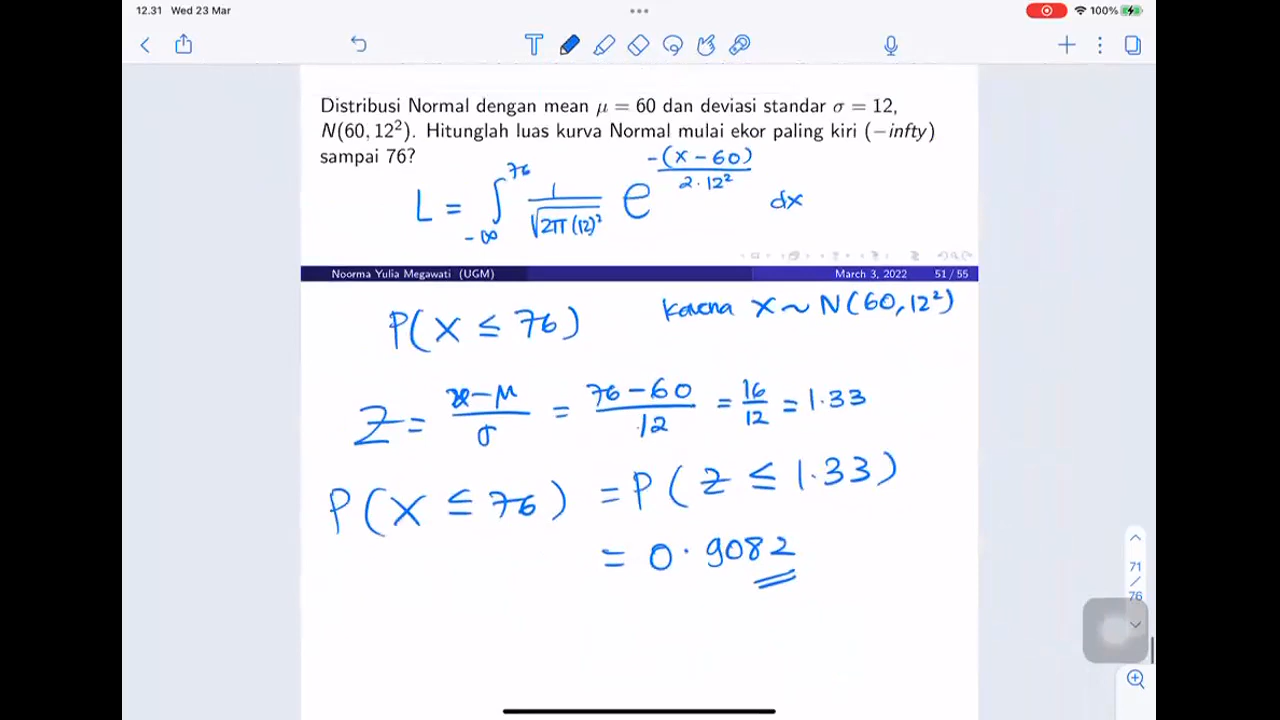 12.31 Wed 23 Mar
100%
Distribusi Normal dengan mean μ = 60 dan deviasi standar σ = 12,
N(60, 12²). Hitunglah luas kurva Normal mulai ekor paling kiri (−infty)
sampai 76?
L = ∫_{-∞}^{76} 1/√(2π(12)²) e^{-(x-60)/(2·12²)} dx
Noorma Yulia Megawati (UGM) March 3, 2022 51 / 55
P(X ≤ 76) karena X ~ N(60, 12²)
Z = (x-μ)/σ = (76-60)/12 = 16/12 = 1.33
P(X ≤ 76) = P(Z ≤ 1.33)
= 0.9082
71
/
76